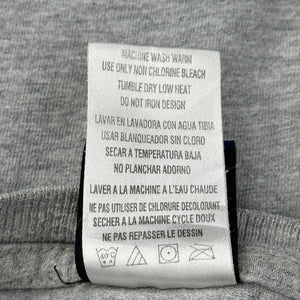 MACHINE WASH WARM
USE ONLY NON CHLORINE BLEACH
TUMBLE DRY LOW HEAT
DO NOT IRON DESIGN
LAVAR EN LAVADORA CON AGUA TIBIA
USAR BLANQUEADOR SIN CLORO
SECAR A TEMPERATURA BAJA
NO PLANCHAR ADORNO
LAVER A LA MACHINE A L'EAU CHAUDE
NE PAS UTILISER DE CHLORURE DECOLORANT
SECHER A LA MACHINE CYCLE DOUX
NE PAS REPASSER LE DESSIN
40°C